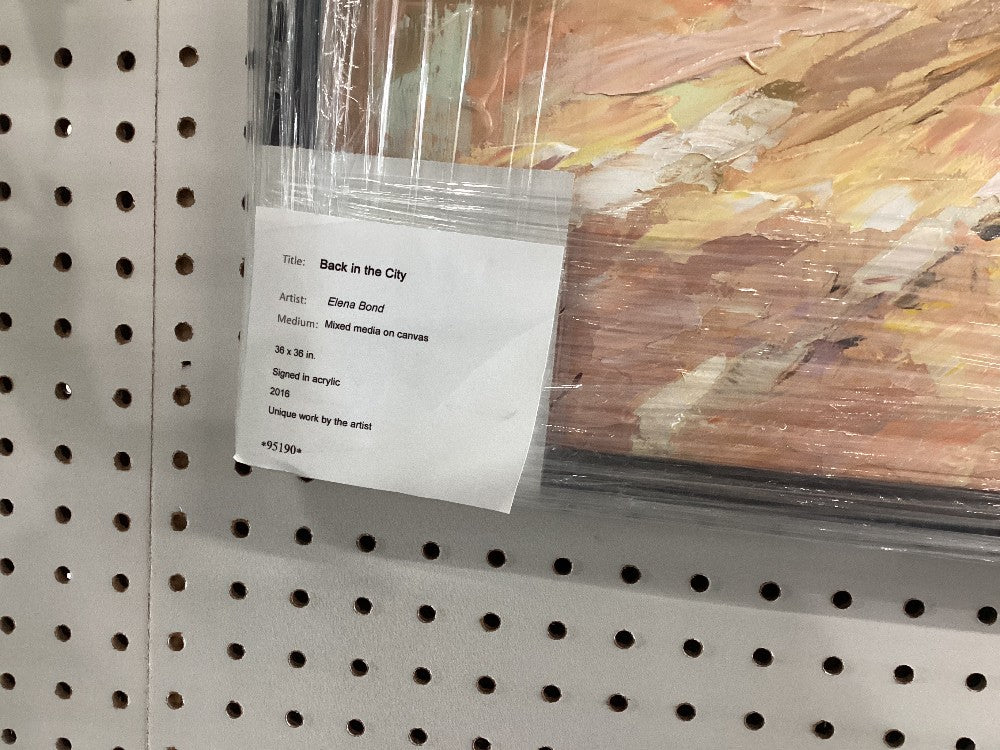 Title: Back in the City
Artist: Elena Bond
Medium: Mixed media on canvas
36 x 36 in.
Signed in acrylic
2016
Unique work by the artist
*95190*